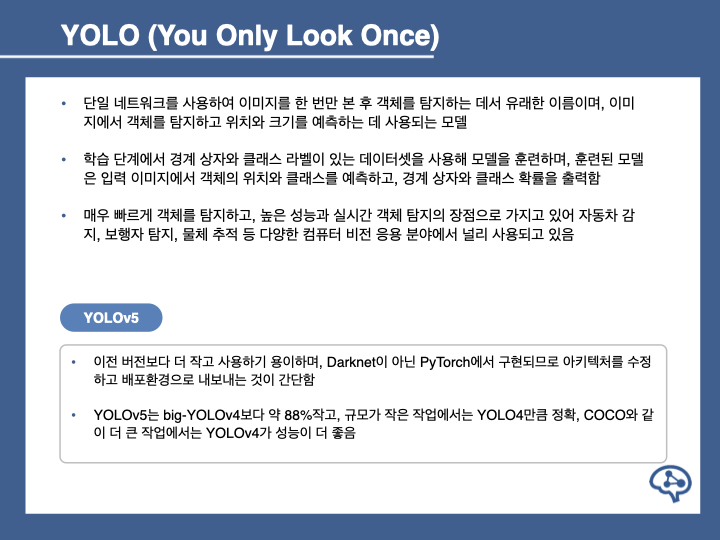 YOLO (You Only Look Once)
• 단일 네트워크를 사용하여 이미지를 한 번만 본 후 객체를 탐지하는 데서 유래한 이름이며, 이미
지에서 객체를 탐지하고 위치와 크기를 예측하는 데 사용되는 모델
• 학습 단계에서 경계 상자와 클래스 라벨이 있는 데이터셋을 사용해 모델을 훈련하며, 훈련된 모델
은 입력 이미지에서 객체의 위치와 클래스를 예측하고, 경계 상자와 클래스 확률을 출력함
• 매우 빠르게 객체를 탐지하고, 높은 성능과 실시간 객체 탐지의 장점으로 가지고 있어 자동차 감
지, 보행자 탐지, 물체 추적 등 다양한 컴퓨터 비전 응용 분야에서 널리 사용되고 있음
YOLOv5
• 이전 버전보다 더 작고 사용하기 용이하며, Darknet이 아닌 PyTorch에서 구현되므로 아키텍처를 수정
하고 배포환경으로 내보내는 것이 간단함
• YOLOv5는 big-YOLOv4보다 약 88%작고, 규모가 작은 작업에서는 YOLO4만큼 정확, COCO와 같
이 더 큰 작업에서는 YOLOv4가 성능이 더 좋음